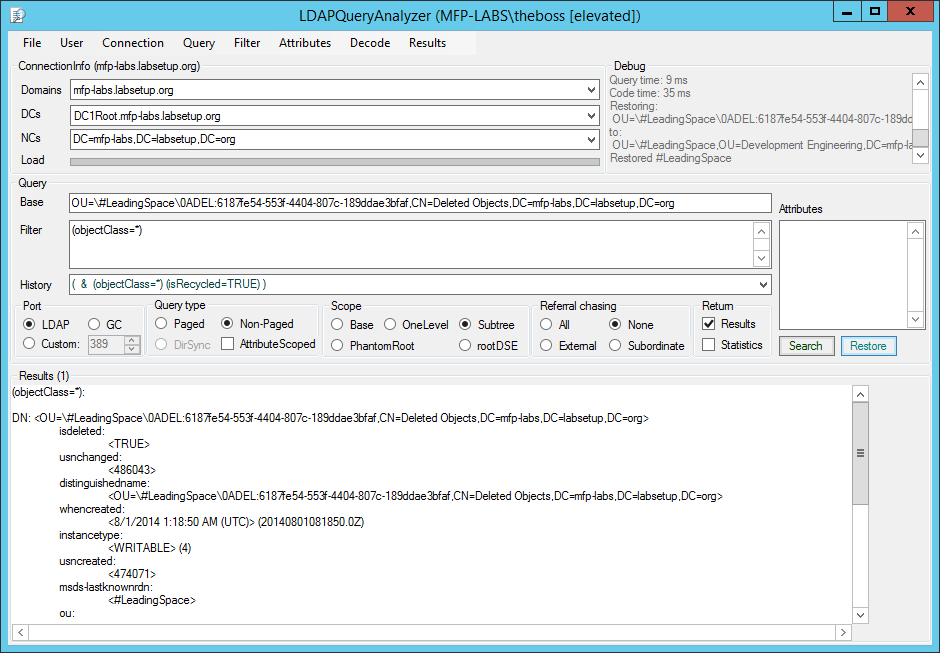 LDAPQueryAnalyzer (MFP-LABS\theboss [elevated])
File User Connection Query Filter Attributes Decode Results
ConnectionInfo (mfp-labs.labsetup.org)
Domains mfp-labs.labsetup.org
DCs DC1Root.mfp-labs.labsetup.org
NCs DC=mfp-labs,DC=labsetup,DC=org
Load
Debug
Query time: 9 ms
Code time: 35 ms
Restoring:
OU=\#LeadingSpace\0ADEL:6187fe54-553f-4404-807c-189dd
to:
OU=\#LeadingSpace,OU=Development Engineering,DC=mfp-la
Restored #LeadingSpace
Query
Base OU=\#LeadingSpace\0ADEL:6187fe54-553f-4404-807c-189ddae3bfaf,CN=Deleted Objects,DC=mfp-labs,DC=labsetup,DC=org
Filter (objectClass=*)
History ( & (objectClass=*) (isRecycled=TRUE) )
Attributes
Port
LDAP GC
Custom: 389
Query type
Paged Non-Paged
DirSync AttributeScoped
Scope
Base OneLevel Subtree
PhantomRoot rootDSE
Referral chasing
All None
External Subordinate
Return
Results
Statistics
Search Restore
Results (1)
(objectClass=*):
DN: <OU=\#LeadingSpace\0ADEL:6187fe54-553f-4404-807c-189ddae3bfaf,CN=Deleted Objects,DC=mfp-labs,DC=labsetup,DC=org>
isdeleted:
<TRUE>
usnchanged:
<486043>
distinguishedname:
<OU=\#LeadingSpace\0ADEL:6187fe54-553f-4404-807c-189ddae3bfaf,CN=Deleted Objects,DC=mfp-labs,DC=labsetup,DC=org>
whencreated:
<8/1/2014 1:18:50 AM (UTC)> (20140801081850.0Z)
instancetype:
<WRITABLE> (4)
usncreated:
<474071>
msds-lastknownrdn:
<#LeadingSpace>
ou: